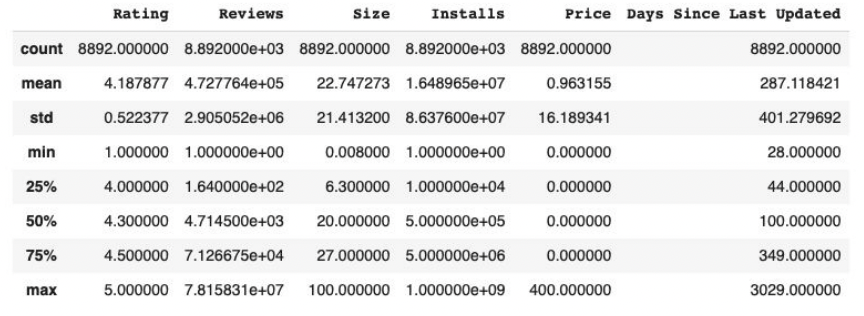 Rating Reviews Size Installs Price Days Since Last Updated
count 8892.000000 8.892000e+03 8892.000000 8.892000e+03 8892.000000 8892.000000
mean 4.187877 4.727764e+05 22.747273 1.648965e+07 0.963155 287.118421
std 0.522377 2.905052e+06 21.413200 8.637600e+07 16.189341 401.279692
min 1.000000 1.000000e+00 0.008000 1.000000e+00 0.000000 28.000000
25% 4.000000 1.640000e+02 6.300000 1.000000e+04 0.000000 44.000000
50% 4.300000 4.714500e+03 20.000000 5.000000e+05 0.000000 100.000000
75% 4.500000 7.126675e+04 27.000000 5.000000e+06 0.000000 349.000000
max 5.000000 7.815831e+07 100.000000 1.000000e+09 400.000000 3029.000000